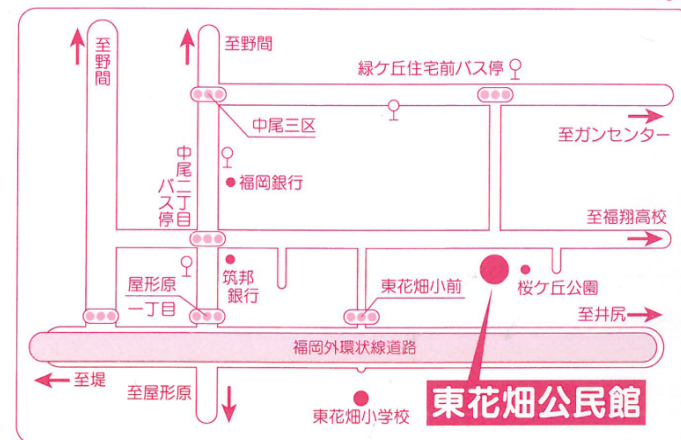 至野間
至野間
緑ケ丘住宅前バス停
中尾三区
至ガンセンター
中尾二丁目
バス停
福岡銀行
至福翔高校
屋形原
一丁目
筑邦
銀行
東花畑小前
桜ケ丘公園
至井尻
福岡外環状線道路
至堤
至屋形原
東花畑小学校
東花畑公民館